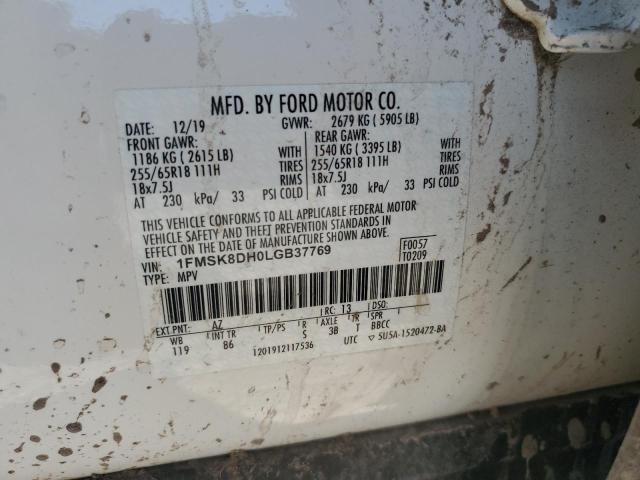 MFD. BY FORD MOTOR CO.
DATE: 12/19 GVWR: 2679 KG ( 5905 LB)
FRONT GAWR: REAR GAWR:
1186 KG ( 2615 LB) WITH 1540 KG ( 3395 LB) WITH
255/65R18 111H TIRES 255/65R18 111H TIRES
18x7.5J RIMS 18x7.5J RIMS
AT 230 kPa/ 33 PSI COLD AT 230 kPa/ 33 PSI COLD
THIS VEHICLE CONFORMS TO ALL APPLICABLE FEDERAL MOTOR
VEHICLE SAFETY AND THEFT PREVENTION STANDARDS IN
EFFECT ON THE DATE OF MANUFACTURE SHOWN ABOVE.
VIN: 1FMSK8DH0LGB37769 F0057
TYPE: MPV T0209
EXT PNT: AZ RC: 13 DSO:
WB INT TR TP/PS R AXLE TR SPR
119 B6 S 3B T BBCC
1201912117536 UTC ▽ 5U5A-1520472-BA